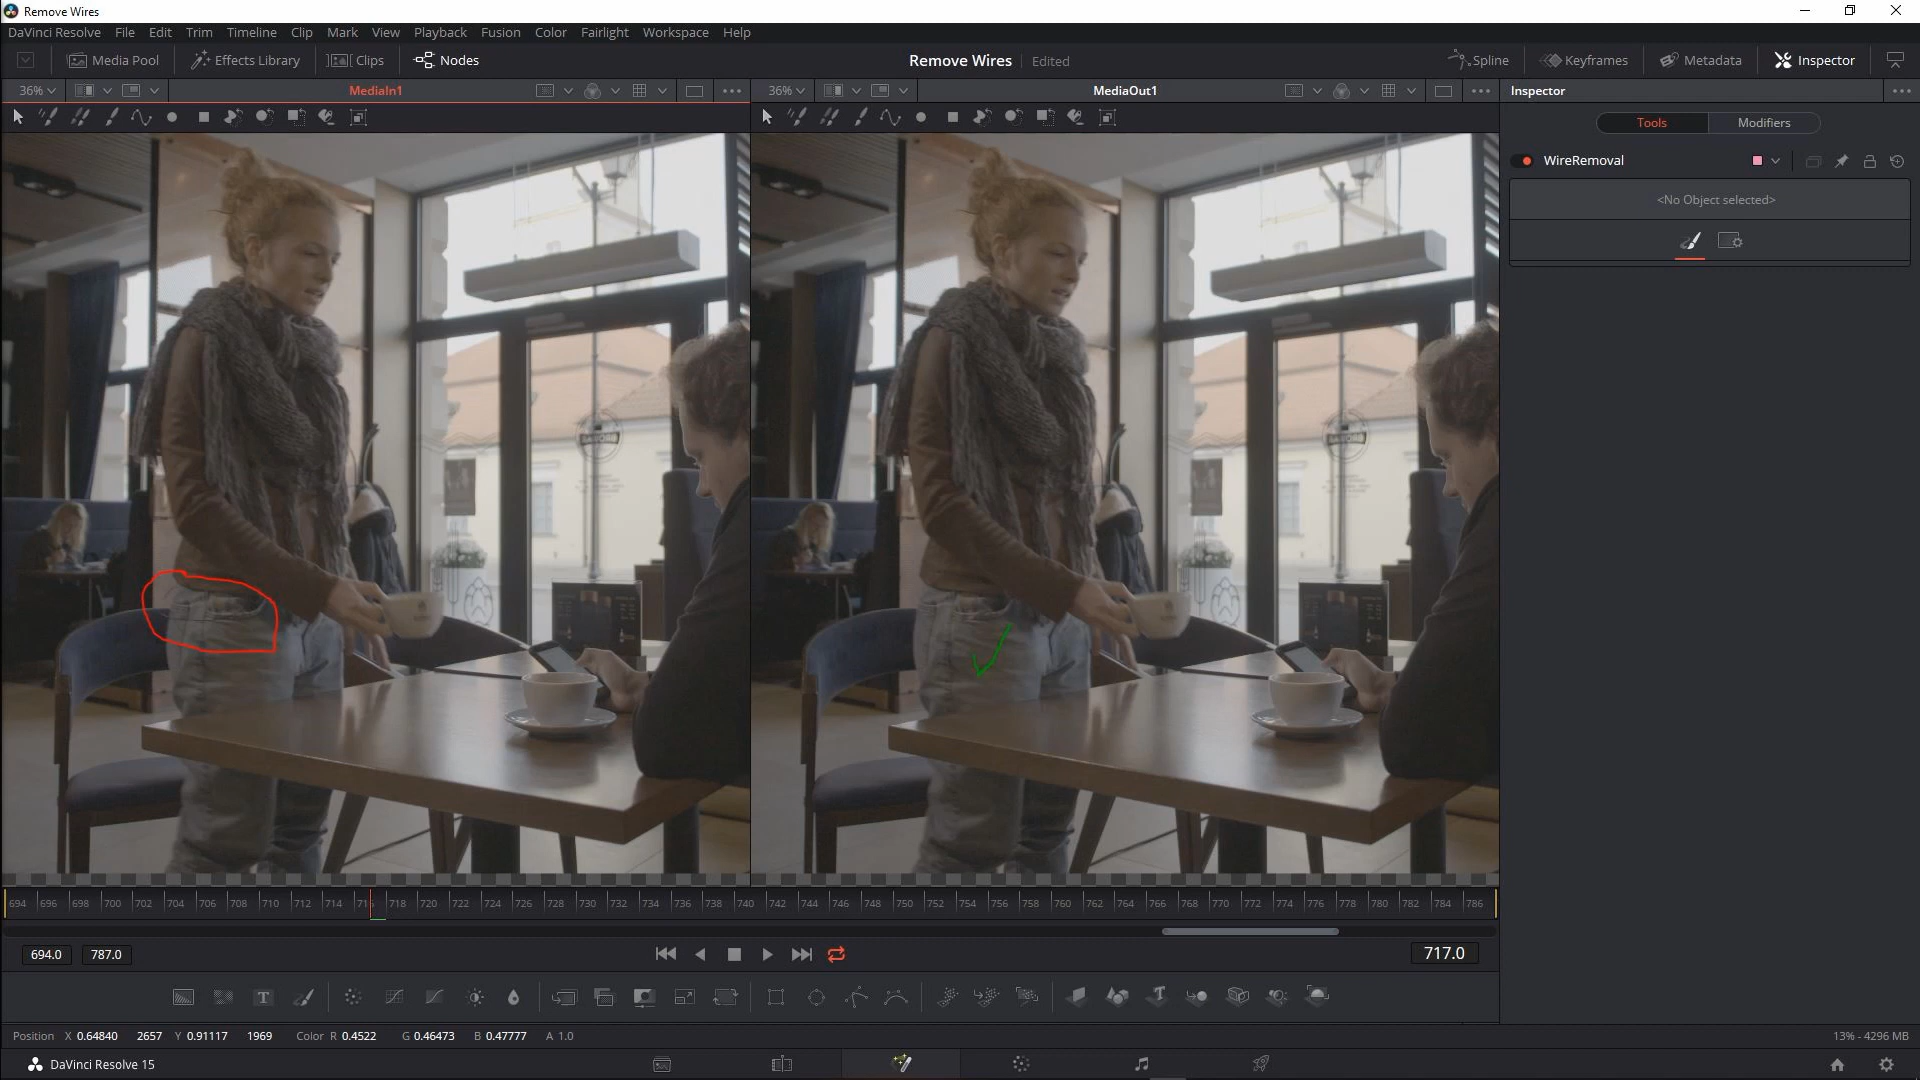 Remove Wires
DaVinci Resolve File Edit Trim Timeline Clip Mark View Playback Fusion Color Fairlight Workspace Help
Media Pool Effects Library Clips Nodes Remove Wires Edited Spline Keyframes Metadata Inspector
36% MediaIn1 36% MediaOut1 Inspector
Tools Modifiers
WireRemoval
<No Object selected>
694 696 698 700 702 704 706 708 710 712 714 718 720 722 724 726 728 730 732 734 736 738 740 742 744 746 748 750 752 754 756 758 760 762 764 766 768 770 772 774 776 778 780 782 784 786
694.0 787.0 717.0
Position X 0.64840 2657 Y 0.91117 1969 Color R 0.4522 G 0.46473 B 0.47777 A 1.0 13% - 4296 MB
DaVinci Resolve 15